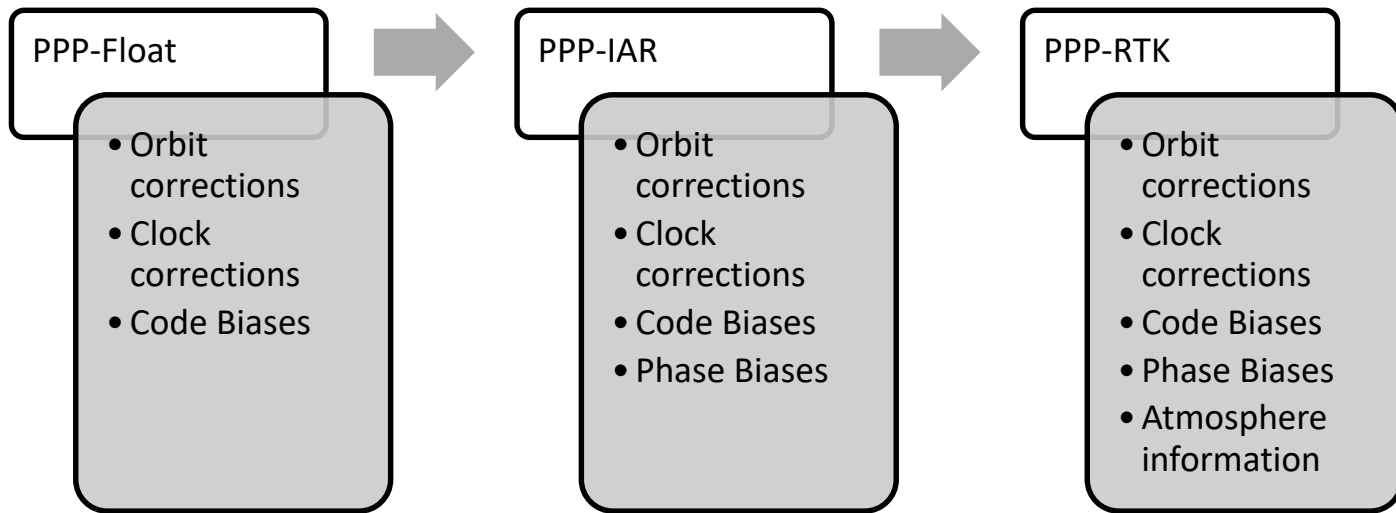 PPP-Float
• Orbit
corrections
• Clock
corrections
• Code Biases
PPP-IAR
• Orbit
corrections
• Clock
corrections
• Code Biases
• Phase Biases
PPP-RTK
• Orbit
corrections
• Clock
corrections
• Code Biases
• Phase Biases
• Atmosphere
information